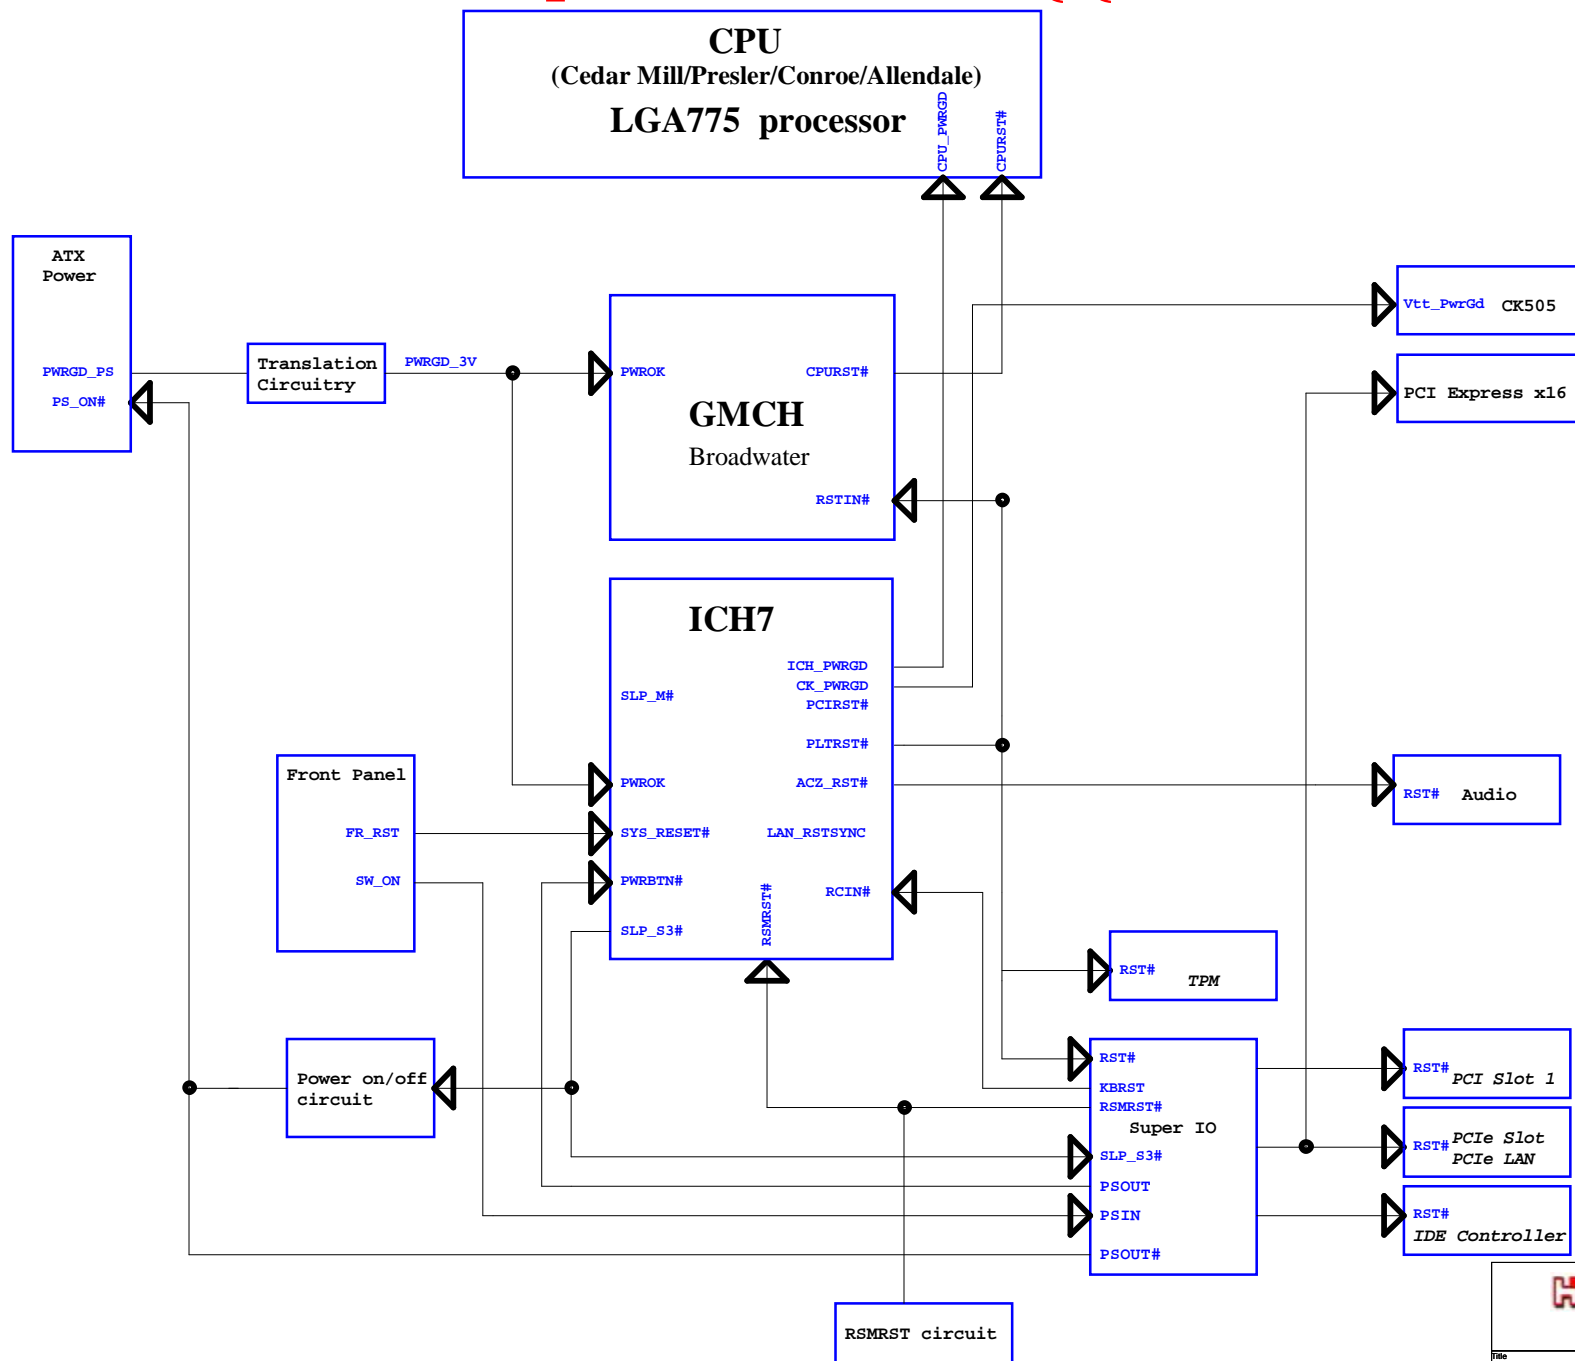 CPU
(Cedar Mill/Presler/Conroe/Allendale)
LGA775 processor
CPU_PWRGD
CPURST#
ATX
Power
PWRGD_PS
PS_ON#
Translation
Circuitry
PWRGD_3V
PWROK
CPURST#
GMCH
Broadwater
RSTIN#
Vtt_PwrGd CK505
PCI Express x16
ICH7
ICH_PWRGD
CK_PWRGD
SLP_M#
PCIRST#
PLTRST#
PWROK
ACZ_RST#
SYS_RESET#
LAN_RSTSYNC
PWRBTN#
RCIN#
SLP_S3#
RSMRST#
Front Panel
FR_RST
SW_ON
RST# Audio
RST#
TPM
Power on/off
circuit
RST#
KBRST
RSMRST#
Super IO
SLP_S3#
PSOUT
PSIN
PSOUT#
RST# PCI Slot 1
RST# PCIe Slot
PCIe LAN
RST#
IDE Controller
RSMRST circuit
Title